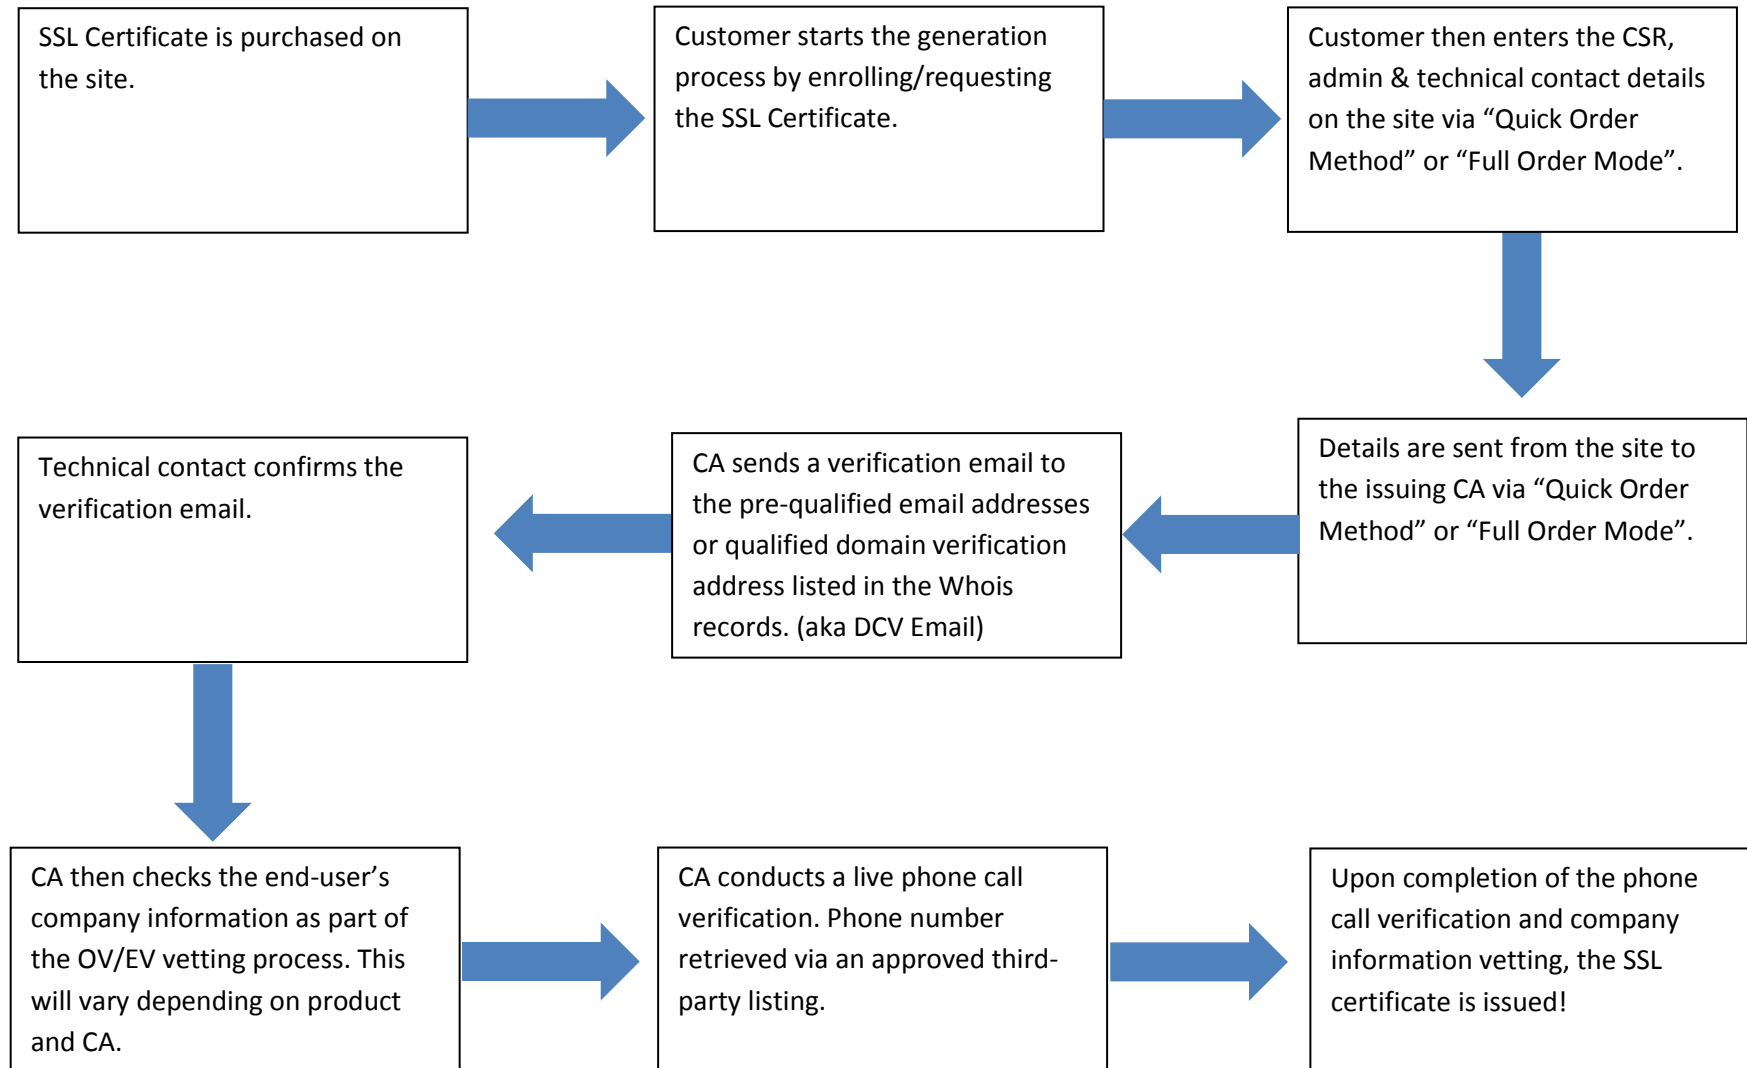 SSL Certificate is purchased on
the site.
Customer starts the generation
process by enrolling/requesting
the SSL Certificate.
Customer then enters the CSR,
admin & technical contact details
on the site via “Quick Order
Method” or “Full Order Mode”.
Details are sent from the site to
the issuing CA via “Quick Order
Method” or “Full Order Mode”.
CA sends a verification email to
the pre-qualified email addresses
or qualified domain verification
address listed in the Whois
records. (aka DCV Email)
Technical contact confirms the
verification email.
CA then checks the end-user’s
company information as part of
the OV/EV vetting process. This
will vary depending on product
and CA.
CA conducts a live phone call
verification. Phone number
retrieved via an approved third-
party listing.
Upon completion of the phone
call verification and company
information vetting, the SSL
certificate is issued!